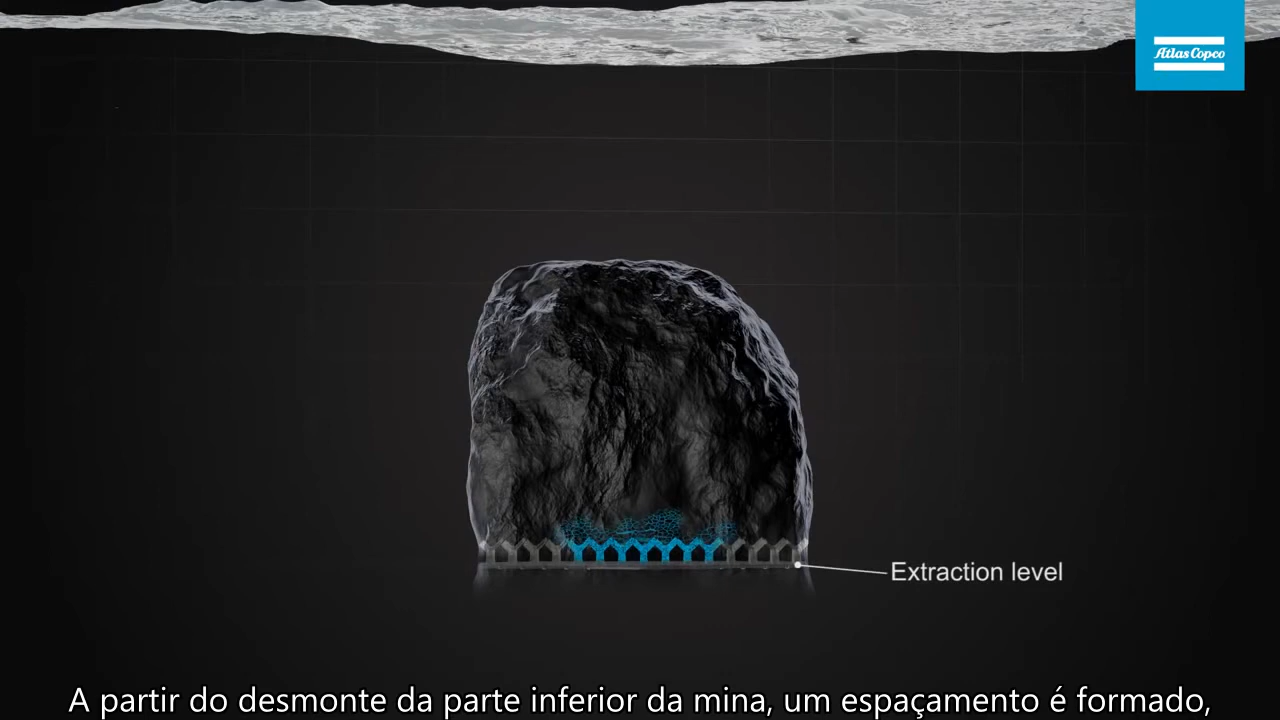 Atlas Copco
Extraction level
A partir do desmonte da parte inferior da mina, um espaçamento é formado,